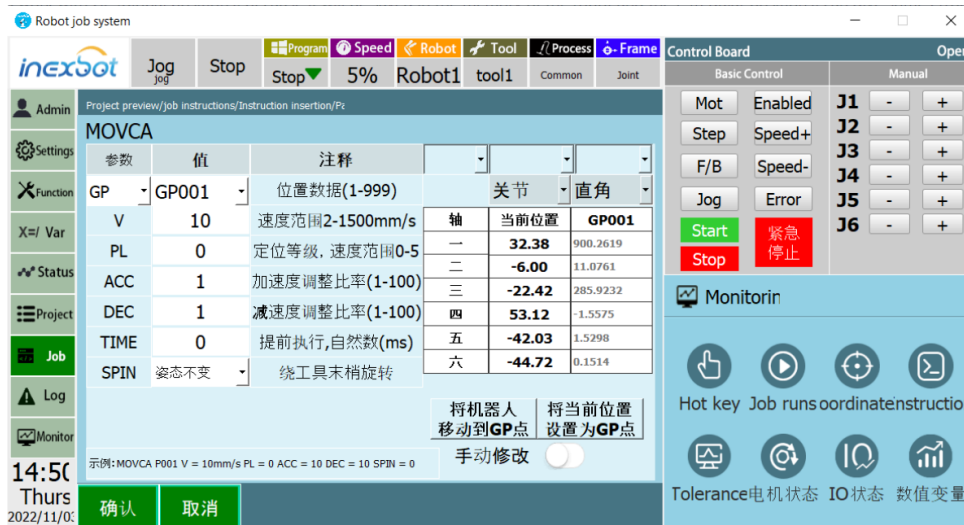 Robot job system
inexbot
Jog
jog
Stop
Program
Stop
Speed
5%
Robot
Robot1
Tool
tool1
Process
Common
Frame
Joint
Control Board
Oper
Basic Control
Manual
Mot
Enabled
Step
Speed+
F/B
Speed-
Jog
Error
Start
Stop
紧急
停止
J1 - +
J2 - +
J3 - +
J4 - +
J5 - +
J6 - +
Admin
Settings
Function
X=/ Var
Status
Project
Job
Log
Monitor
14:50
Thurs
2022/11/03
Project preview/job instructions/Instruction insertion/Pa
MOVCA
参数 值 注释
GP GP001 位置数据(1-999)
V 10 速度范围2-1500mm/s
PL 0 定位等级, 速度范围0-5
ACC 1 加速度调整比率(1-100)
DEC 1 减速度调整比率(1-100)
TIME 0 提前执行,自然数(ms)
SPIN 姿态不变 绕工具末梢旋转
关节 直角
轴 当前位置 GP001
一 32.38 900.2619
二 -6.00 11.0761
三 -22.42 285.9232
四 53.12 -1.5575
五 -42.03 1.5298
六 -44.72 0.1514
将机器人
移动到GP点
将当前位置
设置为GP点
手动修改
示例:MOVCA P001 V = 10mm/s PL = 0 ACC = 10 DEC = 10 SPIN = 0
确认 取消
Monitorin
Hot key
Job runs
oordinate
nstructio
Tolerance
电机状态
IO状态
数值变量